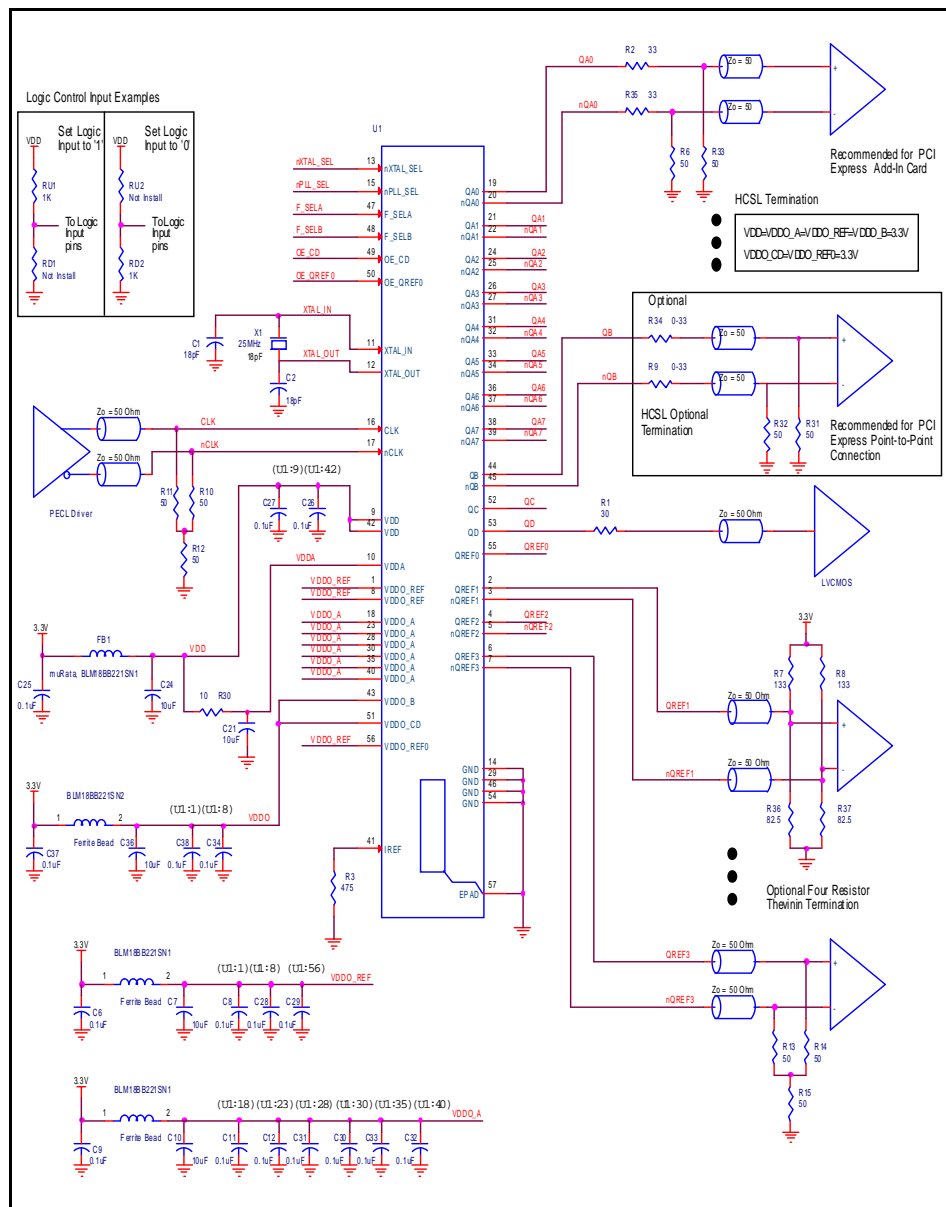 Logic Control Input Examples
Set Logic
Input to '1'
VDD
RU1
1K
To Logic
Input
pins
RD1
Not Install
Set Logic
Input to '0'
VDD
RU2
Not Install
To Logic
Input
pins
RD2
1K
U1
nXTAL_SEL
13
nXTAL_SEL
nPLL_SEL
15
nPLL_SEL
F_SELA
47
F_SELA
F_SELB
48
F_SELB
OE_CD
49
OE_CD
OE_QREF0
50
OE_QREF0
XTAL_IN
C1
18pF
X1
25MHz
18pF
XTAL_OUT
C2
18pF
11
XTAL_IN
12
XTAL_OUT
Zo = 50 Ohm
CLK
16
CLK
nCLK
17
nCLK
Zo = 50 Ohm
PECL Driver
R11
50
R10
50
R12
50
(U1:9)
(U1:42)
C27
0.1uF
C26
0.1uF
9
VDD
42
VDD
VDDA
10
VDDA
VDDO_REF
1
VDDO_REF
VDDO_REF
8
VDDO_REF
VDDO_A
18
VDDO_A
VDDO_A
23
VDDO_A
VDDO_A
28
VDDO_A
VDDO_A
30
VDDO_A
VDDO_A
35
VDDO_A
VDDO_A
40
VDDO_A
43
VDDO_B
51
VDDO_CD
VDDO_REF
56
VDDO_REF0
3.3V
FB1
VDD
muRata, BLM18BB221SN1
C25
0.1uF
C24
10uF
10
R30
C21
10uF
3.3V
BLM18BB221SN2
1
2
Ferrite Bead
(U1:1)
(U1:8)
VDDO
C37
0.1uF
C36
10uF
C38
0.1uF
C34
0.1uF
41
IREF
R3
475
QA0
R2
33
Zo = 50
+
nQA0
R35
33
Zo = 50
-
R6
50
R33
50
Recommended for PCI
Express Add-In Card
HCSL Termination
VDD=VDDO_A=VDDO_REF=VDDO_B=3.3V
VDDO_CD=VDDO_REF0=3.3V
QA0
19
nQA0
20
QA1
21
QA1
nQA1
22
nQA1
QA2
24
QA2
nQA2
25
nQA2
QA3
26
QA3
nQA3
27
nQA3
QA4
31
QA4
nQA4
32
nQA4
QA5
33
QA5
nQA5
34
nQA5
QA6
36
QA6
nQA6
37
nQA6
QA7
38
QA7
nQA7
39
nQA7
QB
44
nQB
45
QC
52
QC
QD
53
QD
QREF0
55
QREF0
QREF1
2
nQREF1
3
QREF2
4
QREF2
nQREF2
5
nQREF2
QREF3
6
nQREF3
7
Optional
QB
R34
0-33
Zo = 50
+
nQB
R9
0-33
Zo = 50
-
HCSL Optional
Termination
R32
50
R31
50
Recommended for PCI
Express Point-to-Point
Connection
R1
30
Zo = 50 Ohm
LVCMOS
GND
14
GND
29
GND
46
GND
54
EPAD
57
3.3V
R7
133
R8
133
QREF1
Zo = 50 Ohm
+
nQREF1
Zo = 50 Ohm
-
R36
82.5
R37
82.5
Optional Four Resistor
Thevinin Termination
QREF3
Zo = 50 Ohm
+
nQREF3
Zo = 50 Ohm
-
R13
50
R14
50
R15
50
3.3V
BLM18BB221SN1
1
2
Ferrite Bead
(U1:1)
(U1:8)
(U1:56)
VDDO_REF
C6
0.1uF
C7
10uF
C8
0.1uF
C28
0.1uF
C29
0.1uF
3.3V
BLM18BB221SN1
1
2
Ferrite Bead
(U1:18)
(U1:23)
(U1:28)
(U1:30)
(U1:35)
(U1:40)
VDDO_A
C9
0.1uF
C10
10uF
C11
0.1uF
C12
0.1uF
C31
0.1uF
C30
0.1uF
C33
0.1uF
C32
0.1uF